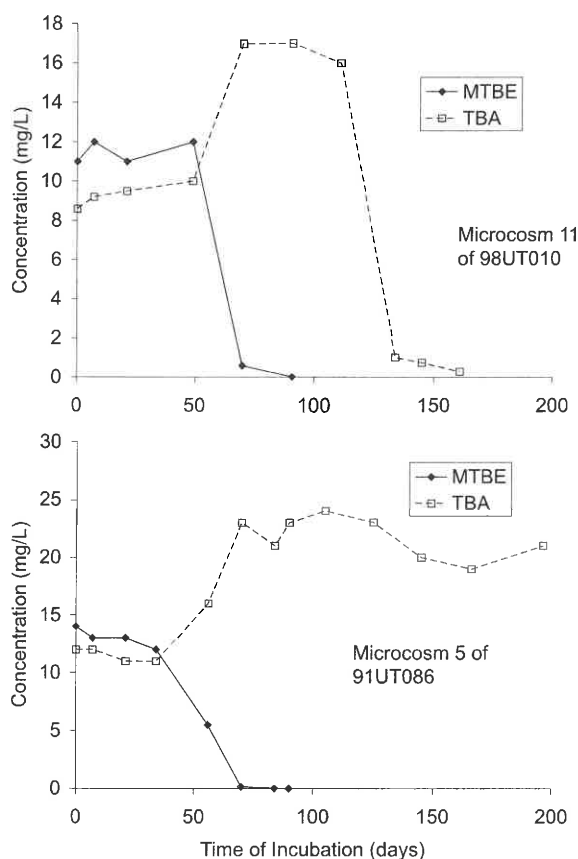 18
16
14
12
10
8
6
4
2
0
Concentration (mg/L)
MTBE
TBA
Microcosm 11
of 98UT010
0
50
100
150
200
30
25
20
15
10
5
0
Concentration (mg/L)
MTBE
TBA
Microcosm 5 of
91UT086
0
50
100
150
200
Time of Incubation (days)